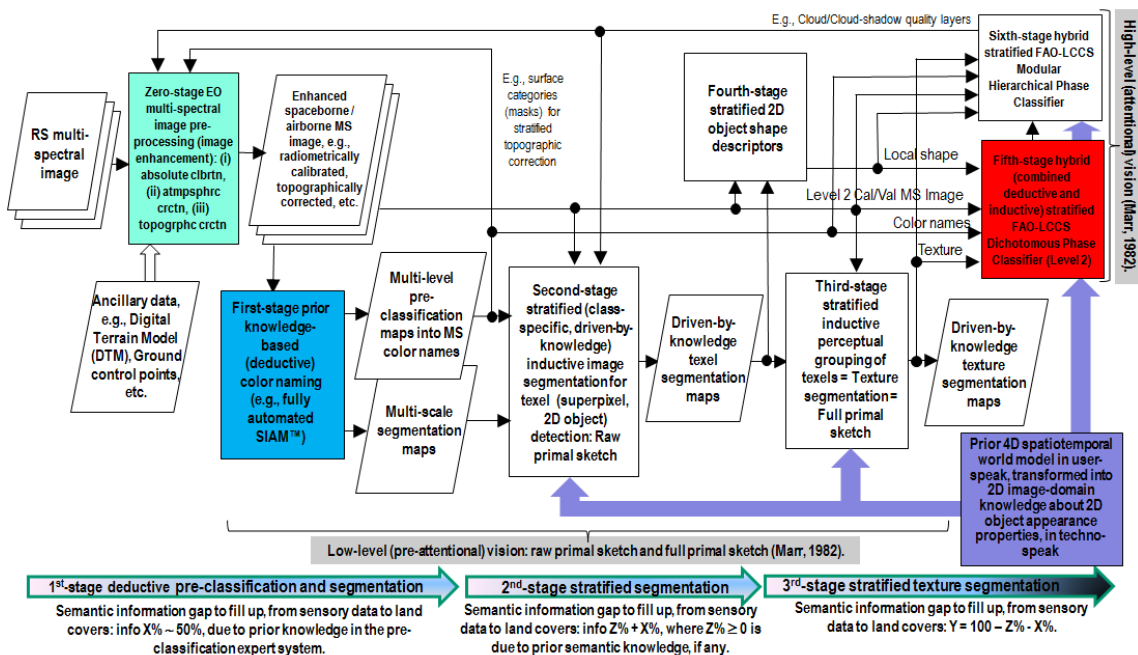 E.g., Cloud/Cloud-shadow quality layers
RS multi-
spectral
image
Zero-stage EO
multi-spectral
image pre-
processing (image
enhancement): (i)
absolute clbrtn,
(ii) atmpsphrc
crctn, (iii)
topogrphc crctn
Enhanced
spaceborne /
airborne MS
image, e.g.,
radiometrically
calibrated,
topographically
corrected, etc.
E.g., surface
categories
(masks) for
stratified
topographic
correction
Fourth-stage
stratified 2D
object shape
descriptors
Sixth-stage hybrid
stratified FAO-LCCS
Modular
Hierarchical Phase
Classifier
High-level (attentional) vision (Marr, 1982).
Local shape
Level 2 Cal/Val MS Image
Color names
Texture
Fifth-stage hybrid
(combined
deductive and
inductive) stratified
FAO-LCCS
Dichotomous Phase
Classifier (Level 2)
Ancillary data,
e.g., Digital
Terrain Model
(DTM), Ground
control points,
etc.
First-stage prior
knowledge-
based
(deductive)
color naming
(e.g., fully
automated
SIAM™)
Multi-level
pre-
classification
maps into MS
color names
Multi-scale
segmentation
maps
Second-stage
stratified (class-
specific, driven-by-
knowledge)
inductive image
segmentation for
texel (superpixel,
2D object)
detection: Raw
primal sketch
Driven-by-
knowledge
texel
segmentation
maps
Third-stage
stratified
inductive
perceptual
grouping of
texels = Texture
segmentation =
Full primal
sketch
Driven-by-
knowledge
texture
segmentation
maps
Prior 4D spatiotemporal
world model in user-
speak, transformed into
2D image-domain
knowledge about 2D
object appearance
properties, in techno-
speak
Low-level (pre-attentional) vision: raw primal sketch and full primal sketch (Marr, 1982).
1st-stage deductive pre-classification and segmentation
Semantic information gap to fill up, from sensory data to land
covers: info X% ~ 50%, due to prior knowledge in the pre-
classification expert system.
2nd-stage stratified segmentation
Semantic information gap to fill up, from sensory
data to land covers: info Z% + X%, where Z% ≥ 0 is
due to prior semantic knowledge, if any.
3rd-stage stratified texture segmentation
Semantic information gap to fill up, from sensory
data to land covers: Y = 100 – Z% - X%.